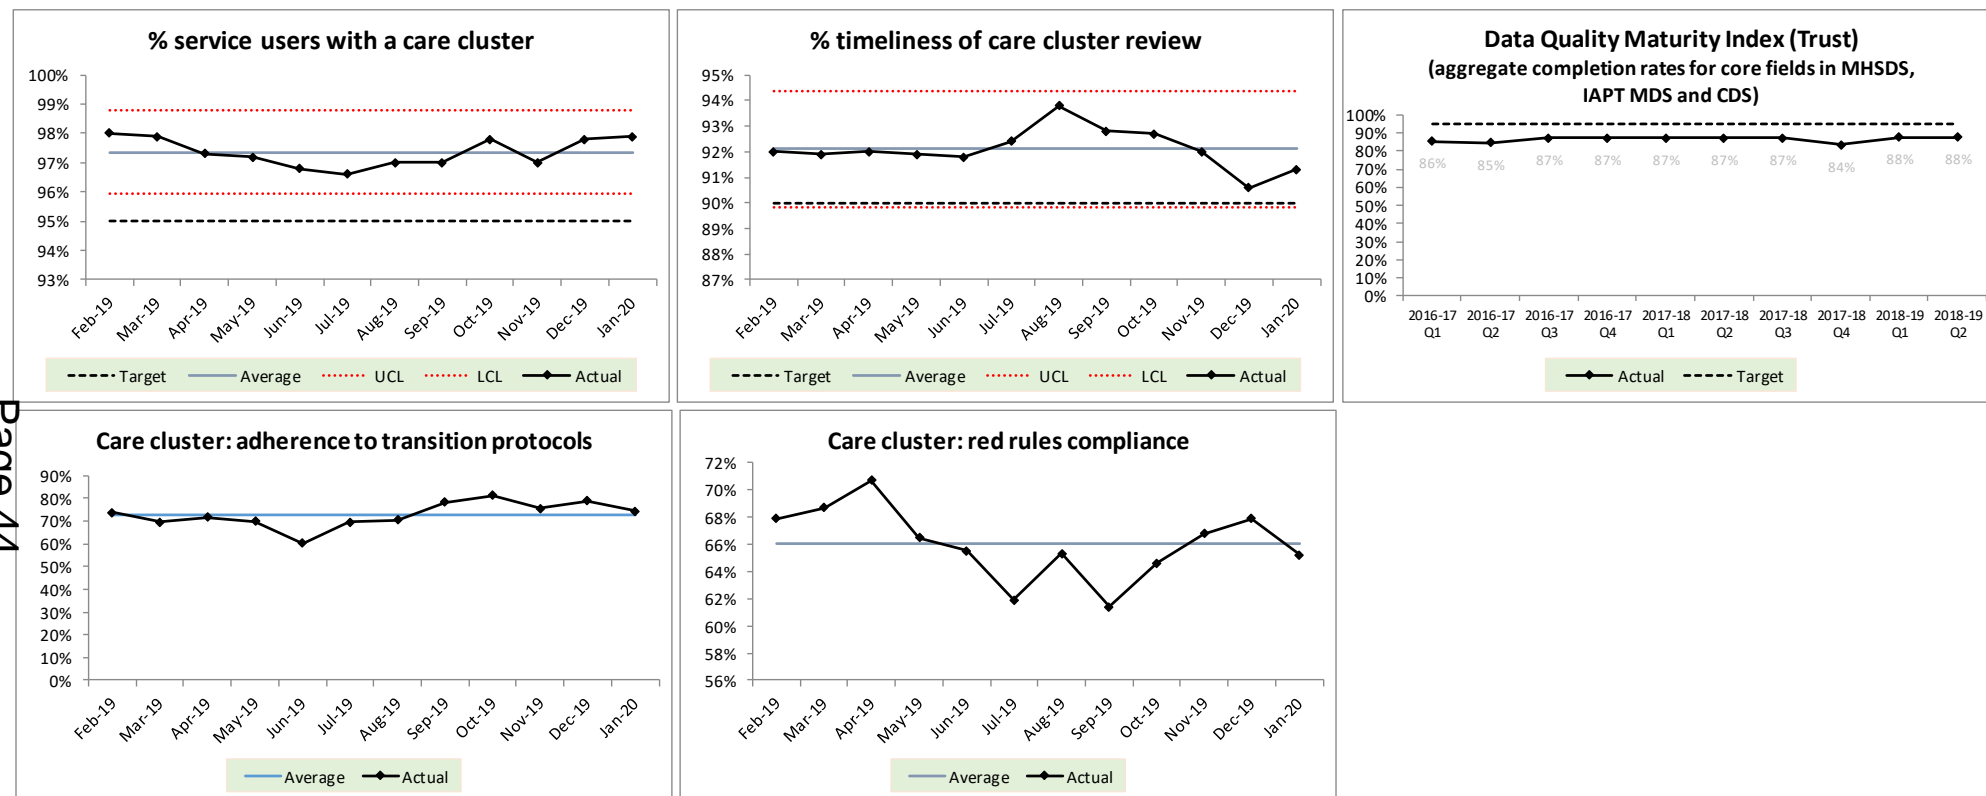 % service users with a care cluster
100%
99%
98%
97%
96%
95%
94%
93%
Feb-19
Mar-19
Apr-19
May-19
Jun-19
Jul-19
Aug-19
Sep-19
Oct-19
Nov-19
Dec-19
Jan-20
Target Average UCL LCL Actual
% timeliness of care cluster review
95%
94%
93%
92%
91%
90%
89%
88%
87%
Feb-19
Mar-19
Apr-19
May-19
Jun-19
Jul-19
Aug-19
Sep-19
Oct-19
Nov-19
Dec-19
Jan-20
Target Average UCL LCL Actual
Data Quality Maturity Index (Trust)
(aggregate completion rates for core fields in MHSDS,
IAPT MDS and CDS)
100%
90%
80%
70%
60%
50%
40%
30%
20%
10%
0%
86% 85% 87% 87% 87% 87% 87% 84% 88% 88%
2016-17 2016-17 2016-17 2016-17 2017-18 2017-18 2017-18 2017-18 2018-19 2018-19
Q1 Q2 Q3 Q4 Q1 Q2 Q3 Q4 Q1 Q2
Actual Target
Page 44
Care cluster: adherence to transition protocols
90%
80%
70%
60%
50%
40%
30%
20%
10%
0%
Feb-19
Mar-19
Apr-19
May-19
Jun-19
Jul-19
Aug-19
Sep-19
Oct-19
Nov-19
Dec-19
Jan-20
Average Actual
Care cluster: red rules compliance
72%
70%
68%
66%
64%
62%
60%
58%
56%
Feb-19
Mar-19
Apr-19
May-19
Jun-19
Jul-19
Aug-19
Sep-19
Oct-19
Nov-19
Dec-19
Jan-20
Average Actual